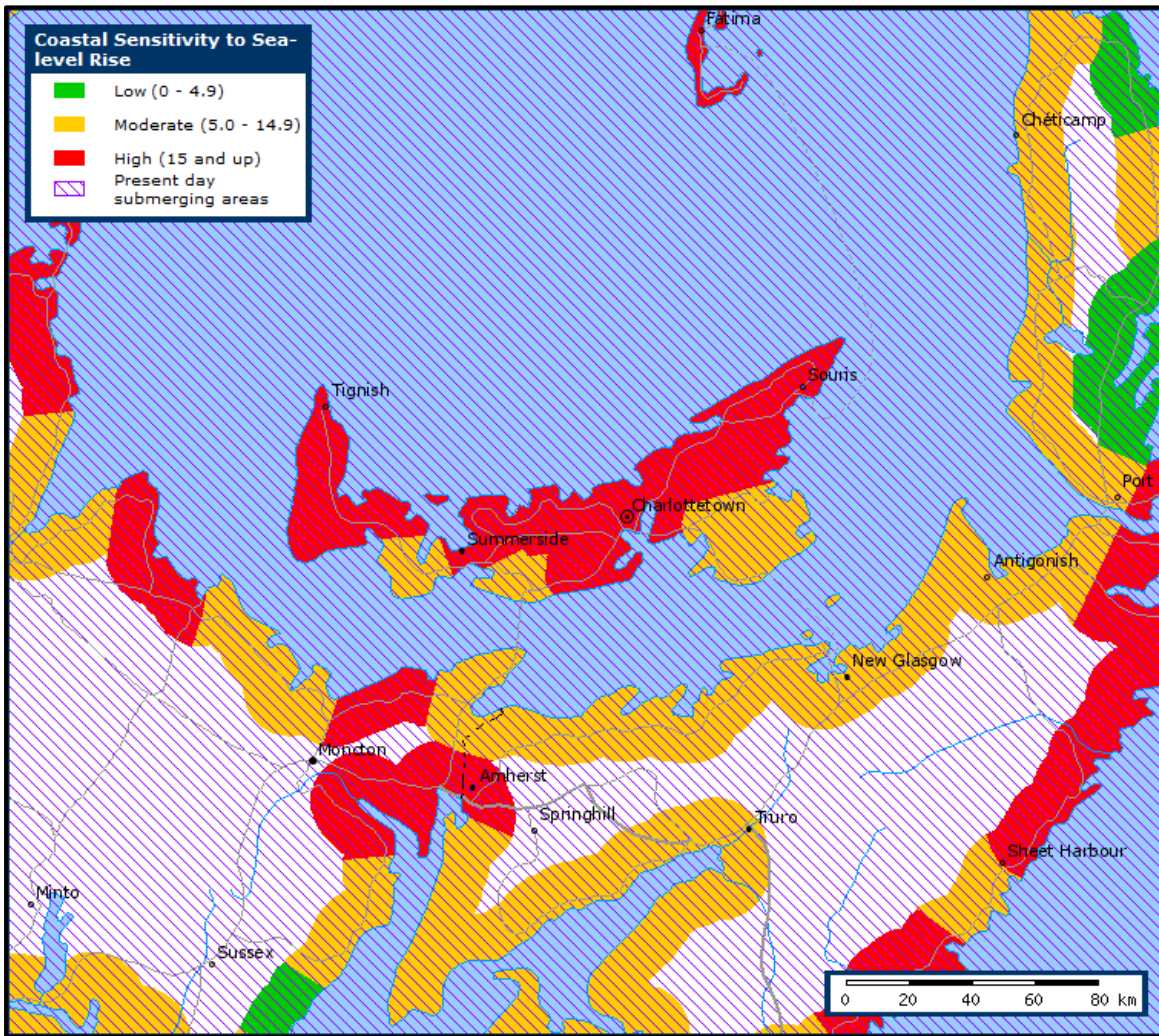 Coastal Sensitivity to Sea-
level Rise
Low (0 - 4.9)
Moderate (5.0 - 14.9)
High (15 and up)
Present day
submerging areas
Fatima
Chéticamp
Tignish
Souris
Port
Charlottetown
Summerside
Antigonish
New Glasgow
Moncton
Amherst
Springhill
Truro
Sheet Harbour
Minto
Sussex
0 20 40 60 80 km